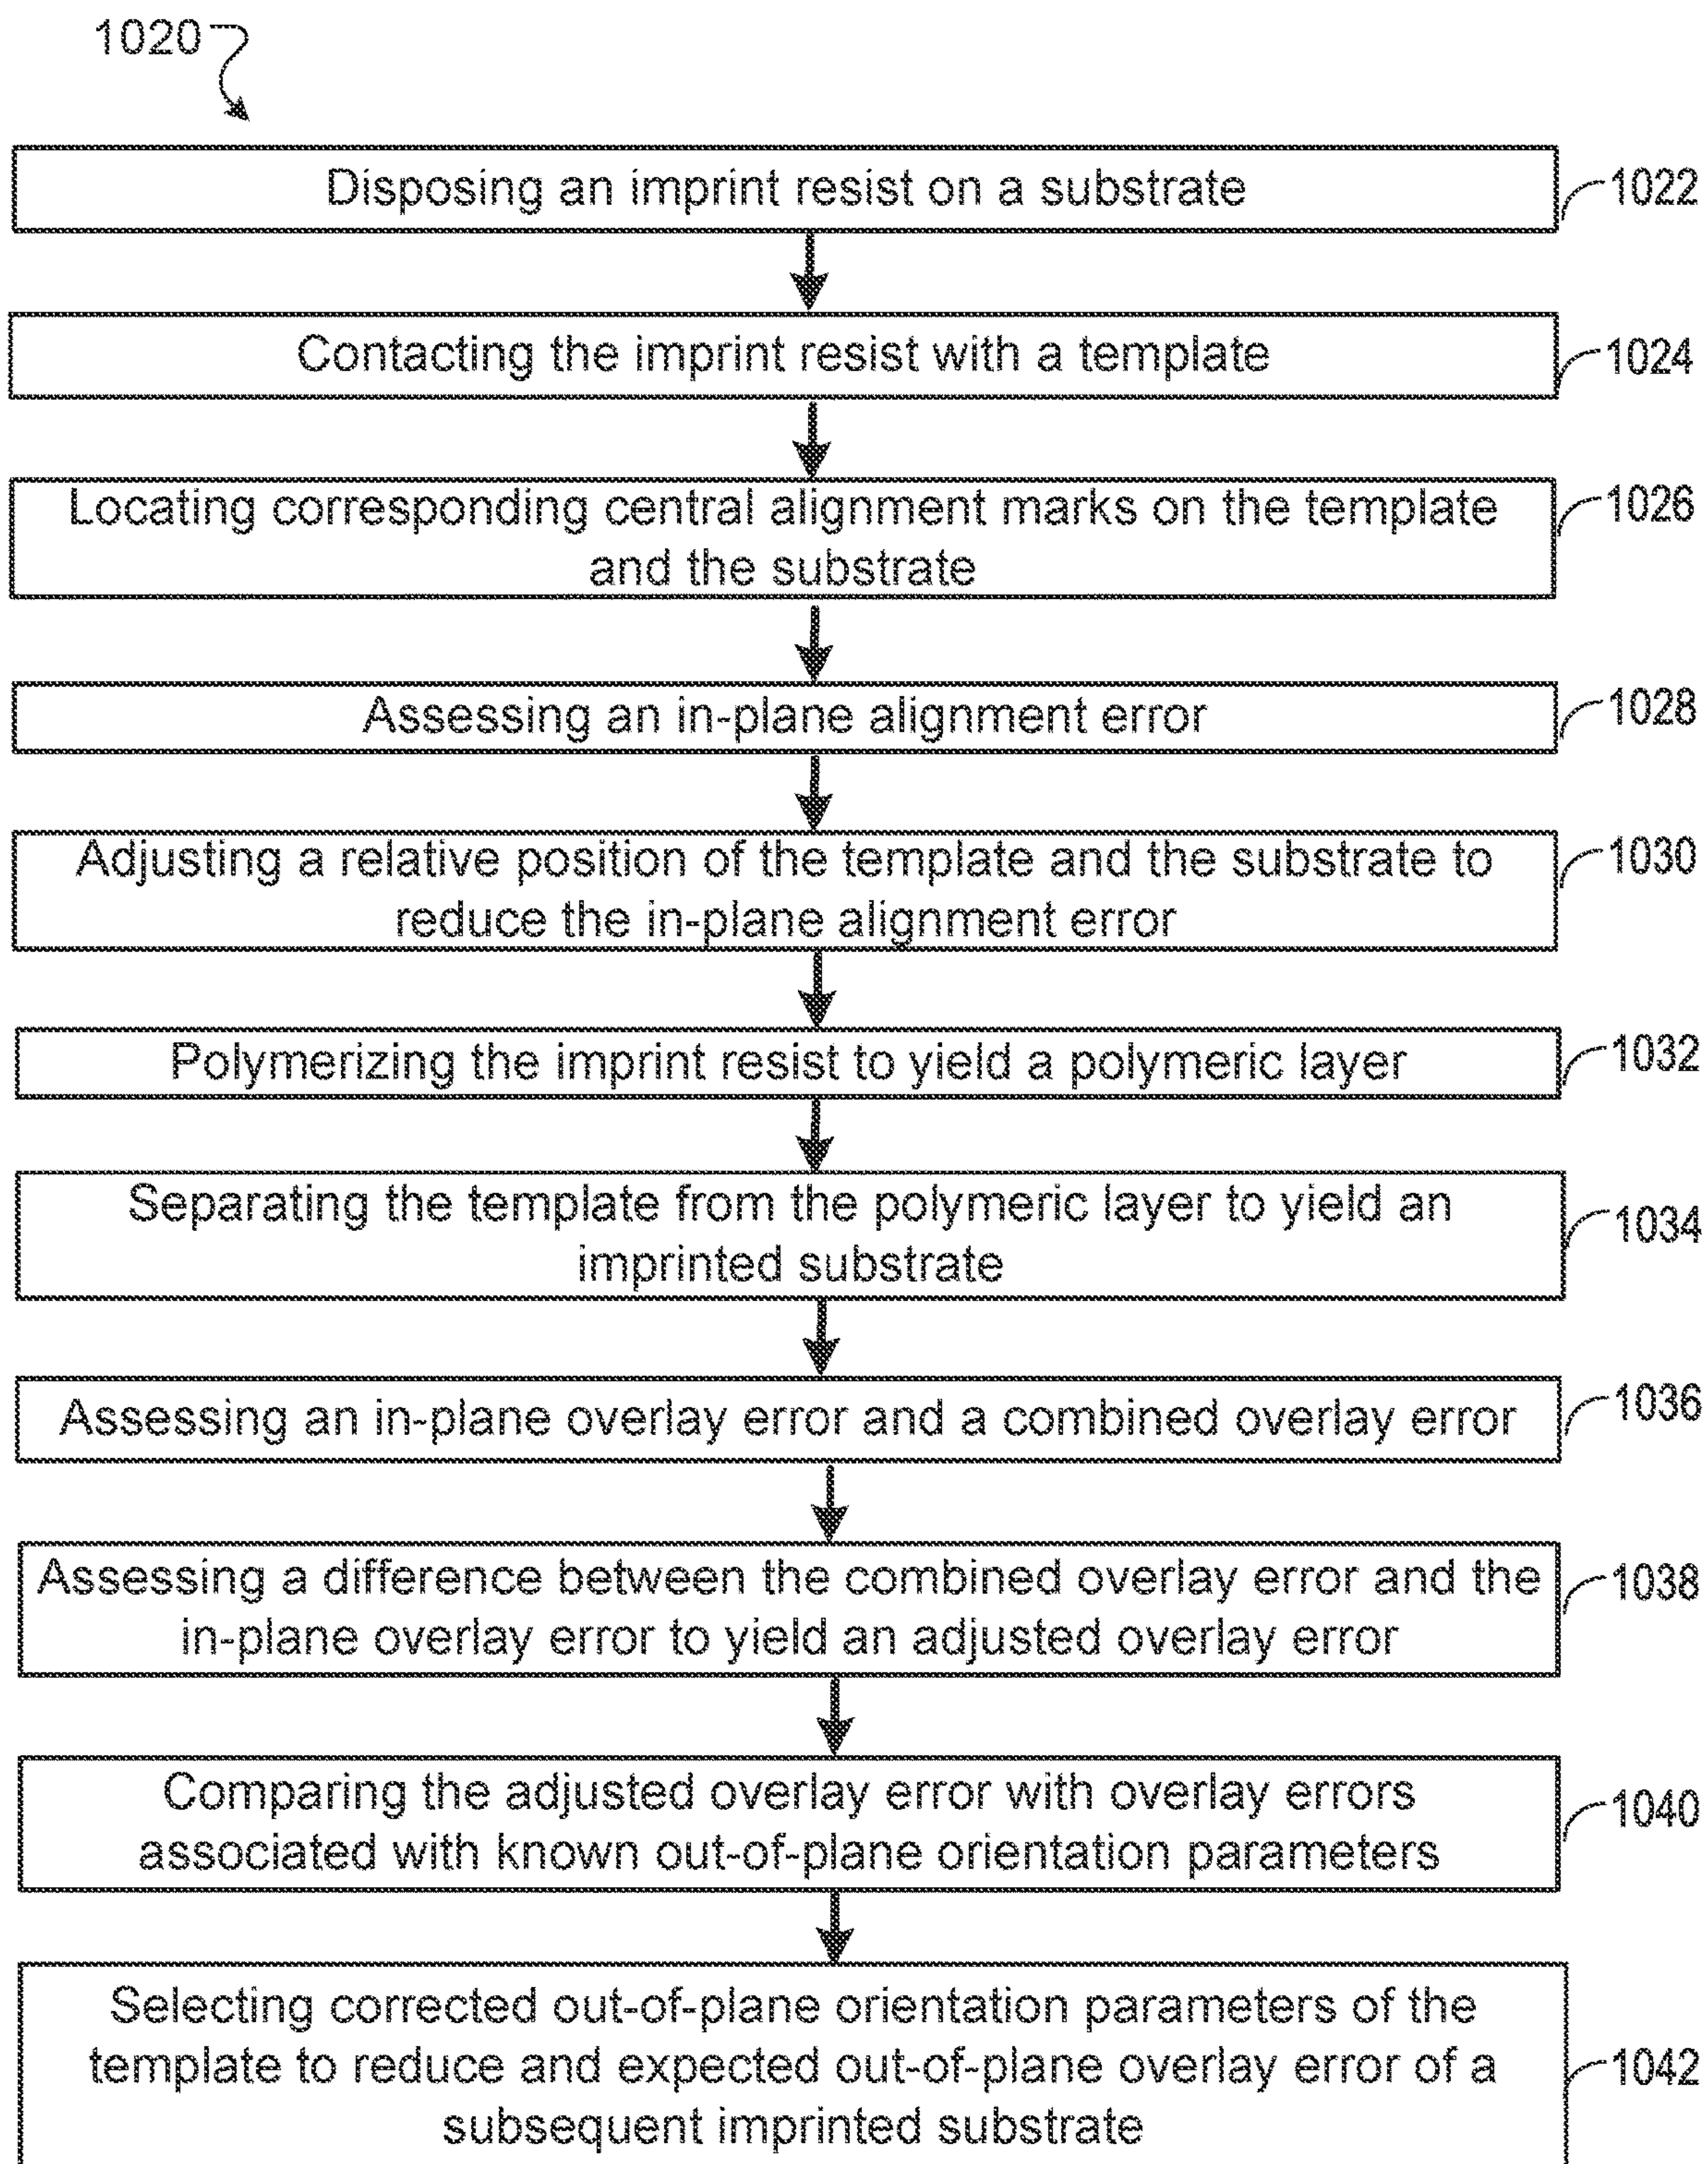 1020
Disposing an imprint resist on a substrate
1022
Contacting the imprint resist with a template
1024
Locating corresponding central alignment marks on the template
and the substrate
1026
Assessing an in-plane alignment error
1028
Adjusting a relative position of the template and the substrate to
reduce the in-plane alignment error
1030
Polymerizing the imprint resist to yield a polymeric layer
1032
Separating the template from the polymeric layer to yield an
imprinted substrate
1034
Assessing an in-plane overlay error and a combined overlay error
1036
Assessing a difference between the combined overlay error and the
in-plane overlay error to yield an adjusted overlay error
1038
Comparing the adjusted overlay error with overlay errors
associated with known out-of-plane orientation parameters
1040
Selecting corrected out-of-plane orientation parameters of the
template to reduce and expected out-of-plane overlay error of a
subsequent imprinted substrate
1042